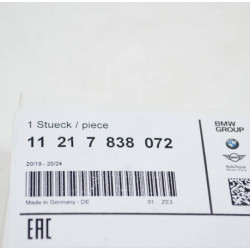 1 Stueck / piece
11 21 7 838 072
20/19 - 20/24
Made in Germany - DE
01 ZE3
BMW
GROUP
EAC